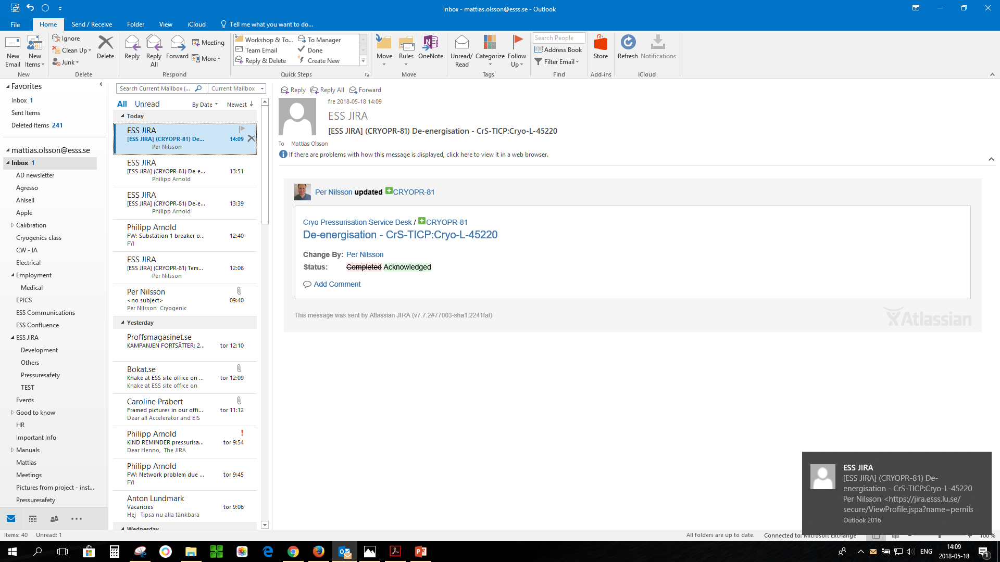 Inbox - mattias.olsson@esss.se - Outlook
File Home Send / Receive Folder View iCloud Tell me what you want to do...
New Email
New Items
New
Ignore
Clean Up
Junk
Delete
Delete
Reply
Reply All
Forward
Meeting
More
Respond
Workshop & To...
Team Email
Reply & Delete
To Manager
Done
Create New
Quick Steps
Move
Rules
OneNote
Move
Unread/ Read
Categorize
Follow Up
Tags
Search People
Address Book
Filter Email
Find
Store
Add-ins
Refresh
Notifications
iCloud
Favorites
Inbox 1
Sent Items
Deleted Items 241
mattias.olsson@esss.se
Inbox 1
AD newsletter
Agresso
Ahlsell
Apple
Calibration
Cryogenics class
CW - IA
Electrical
Employment
Medical
EPICS
ESS Communications
ESS Confluence
ESS JIRA
Development
Others
Pressuresafety
TEST
Events
Good to know
HR
Important Info
Manuals
Mattias
Meetings
Pictures from project - inst...
Pressuresafety
Search Current Mailbox (... Current Mailbox
All Unread By Date Newest
Today
ESS JIRA
[ESS JIRA] (CRYOPR-81) De... 14:09
Per Nilsson
ESS JIRA
[ESS JIRA] (CRYOPR-81) De-e... 13:51
Philipp Arnold
ESS JIRA
[ESS JIRA] (CRYOPR-81) De-e... 13:39
Philipp Arnold
Philipp Arnold
FW: Substation 1 breaker o... 12:40
FYI
ESS JIRA
[ESS JIRA] (CRYOPR-81) Tem... 12:06
Per Nilsson
Per Nilsson
<no subject> 09:40
Per Nilsson Cryogenic
Yesterday
Proffsmagasinet.se
KAMPANJEN FORTSÄTTER: 2... tor 12:10
Bokat.se
Knake at ESS site office on ... tor 12:09
Knake at ESS site office on
Caroline Prabert
Framed pictures in our offi... tor 11:12
Dear all Accelerator and EIS
Philipp Arnold
KIND REMINDER pressurisa... tor 9:54
Dear Henno, The JIRA
Philipp Arnold
FW: Network problem due ... tor 9:45
FYI
Anton Lundmark
Vacancies tor 9:06
Hej Tipsa nu alla tänkbara
Wednesday
Reply Reply All Forward
fre 2018-05-18 14:09
ESS JIRA
[ESS JIRA] (CRYOPR-81) De-energisation - CrS-TICP:Cryo-L-45220
To Mattias Olsson
If there are problems with how this message is displayed, click here to view it in a web browser.
Per Nilsson updated CRYOPR-81
Cryo Pressurisation Service Desk / CRYOPR-81
De-energisation - CrS-TICP:Cryo-L-45220
Change By: Per Nilsson
Status: Completed Acknowledged
Add Comment
This message was sent by Atlassian JIRA (v7.7.2#77003-sha1:2241faf)
Atlassian
ESS JIRA
[ESS JIRA] (CRYOPR-81) De-
energisation - CrS-TICP:Cryo-L-45220
Per Nilsson <https://jira.esss.lu.se/
secure/ViewProfile.jspa?name=pernils
Outlook 2016
Items: 40 Unread: 1 All folders are up to date. Connected to: Microsoft Exchange 100 %
ENG 14:09
2018-05-18
1